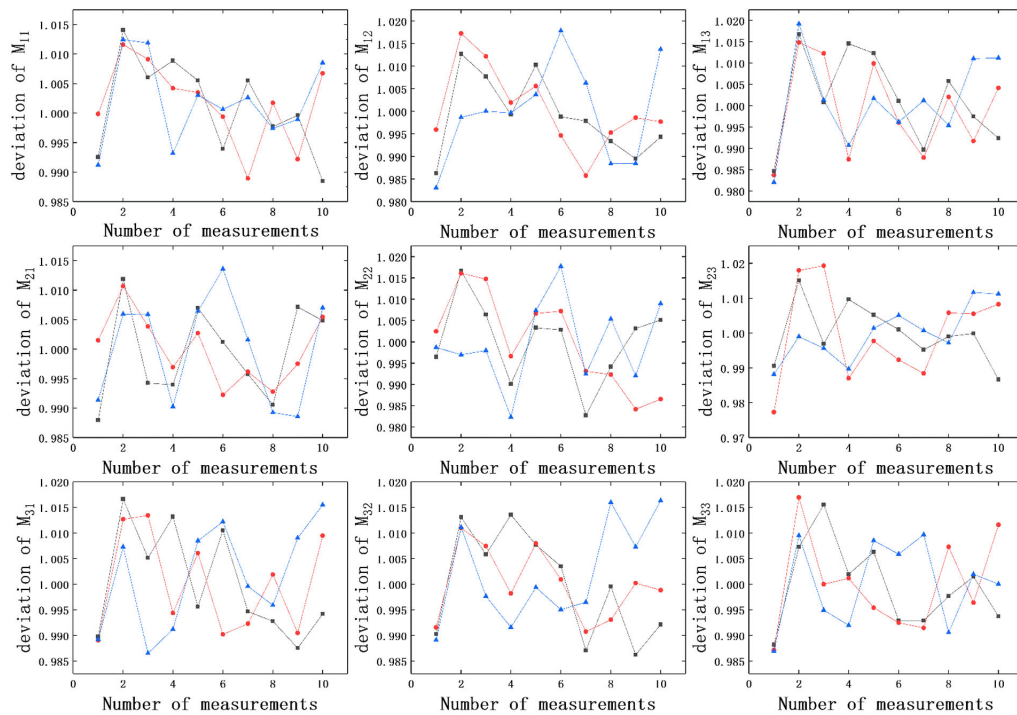 deviation of M11
1.015
1.010
1.005
1.000
0.995
0.990
0.985
0 2 4 6 8 10
Number of measurements
deviation of M12
1.020
1.015
1.010
1.005
1.000
0.995
0.990
0.985
0.980
0 2 4 6 8 10
Number of measurements
deviation of M13
1.020
1.015
1.010
1.005
1.000
0.995
0.990
0.985
0.980
0 2 4 6 8 10
Number of measurements
deviation of M21
1.015
1.010
1.005
1.000
0.995
0.990
0.985
0 2 4 6 8 10
Number of measurements
deviation of M22
1.020
1.015
1.010
1.005
1.000
0.995
0.990
0.985
0.980
0 2 4 6 8 10
Number of measurements
deviation of M23
1.02
1.01
1.00
0.99
0.98
0.97
0 2 4 6 8 10
Number of measurements
deviation of M31
1.020
1.015
1.010
1.005
1.000
0.995
0.990
0.985
0 2 4 6 8 10
Number of measurements
deviation of M32
1.020
1.015
1.010
1.005
1.000
0.995
0.990
0.985
0 2 4 6 8 10
Number of measurements
deviation of M33
1.020
1.015
1.010
1.005
1.000
0.995
0.990
0.985
0 2 4 6 8 10
Number of measurements